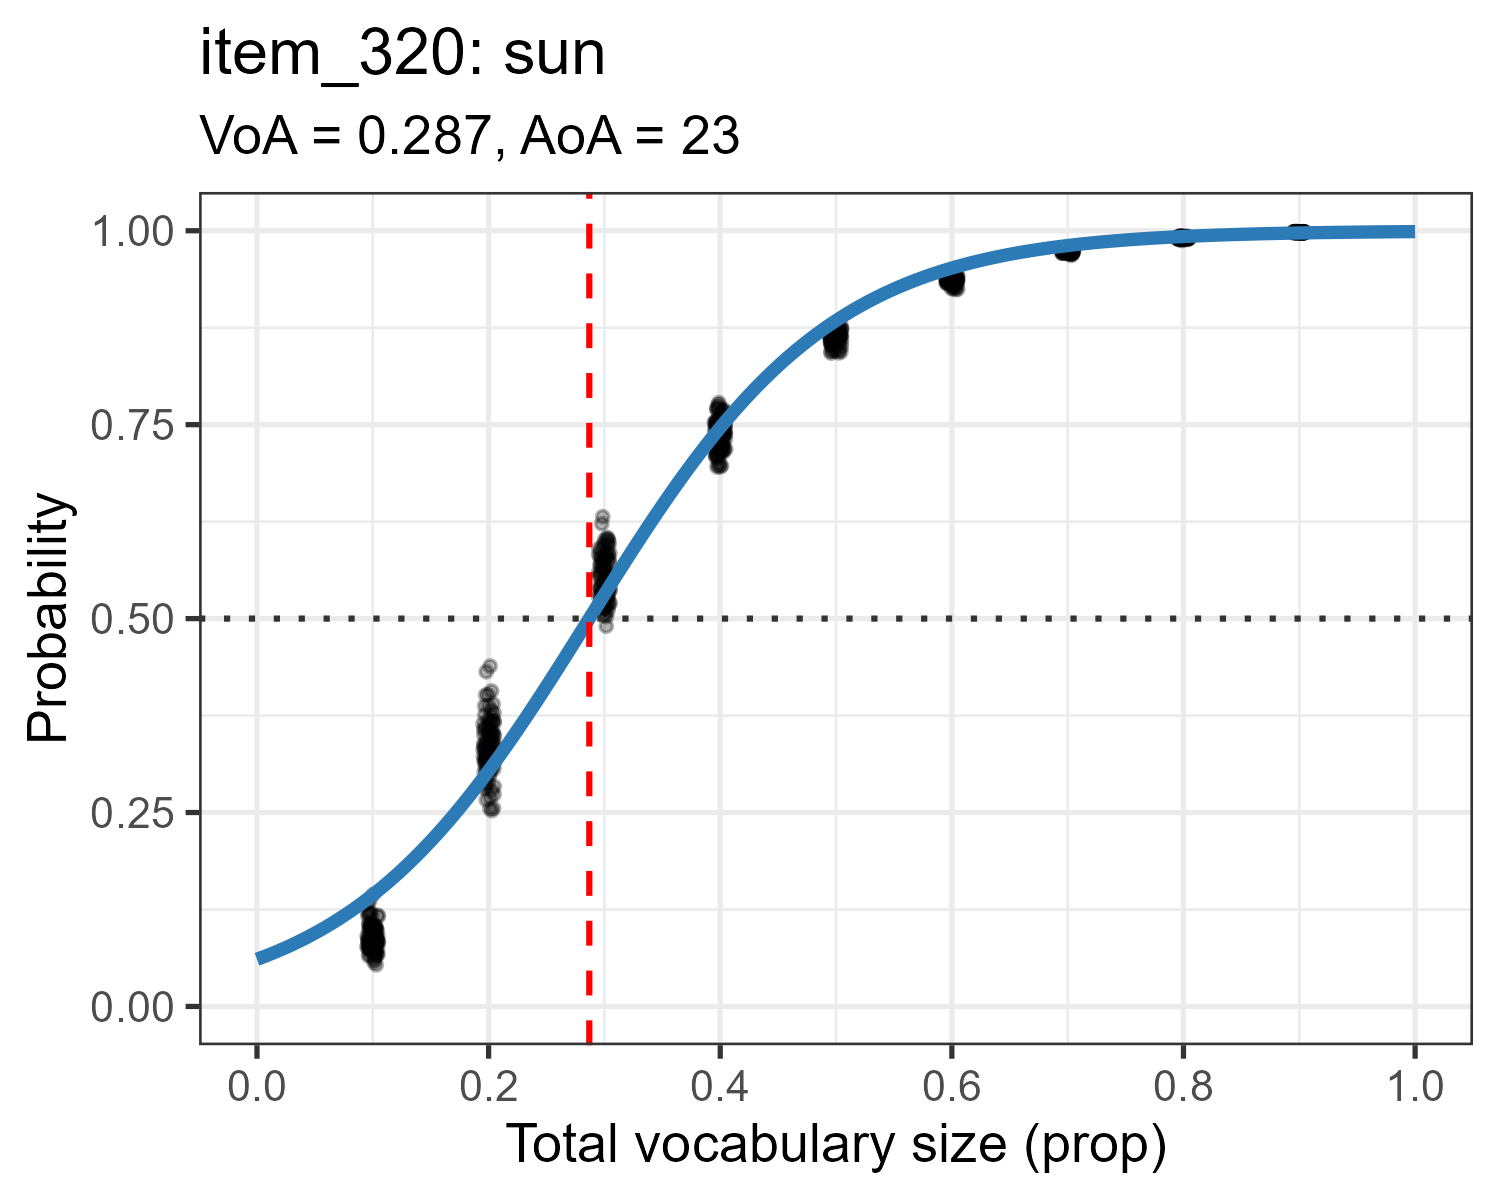 item_320: sun
VoA = 0.287, AoA = 23
Probability
1.00
0.75
0.50
0.25
0.00
0.0 0.2 0.4 0.6 0.8 1.0
Total vocabulary size (prop)